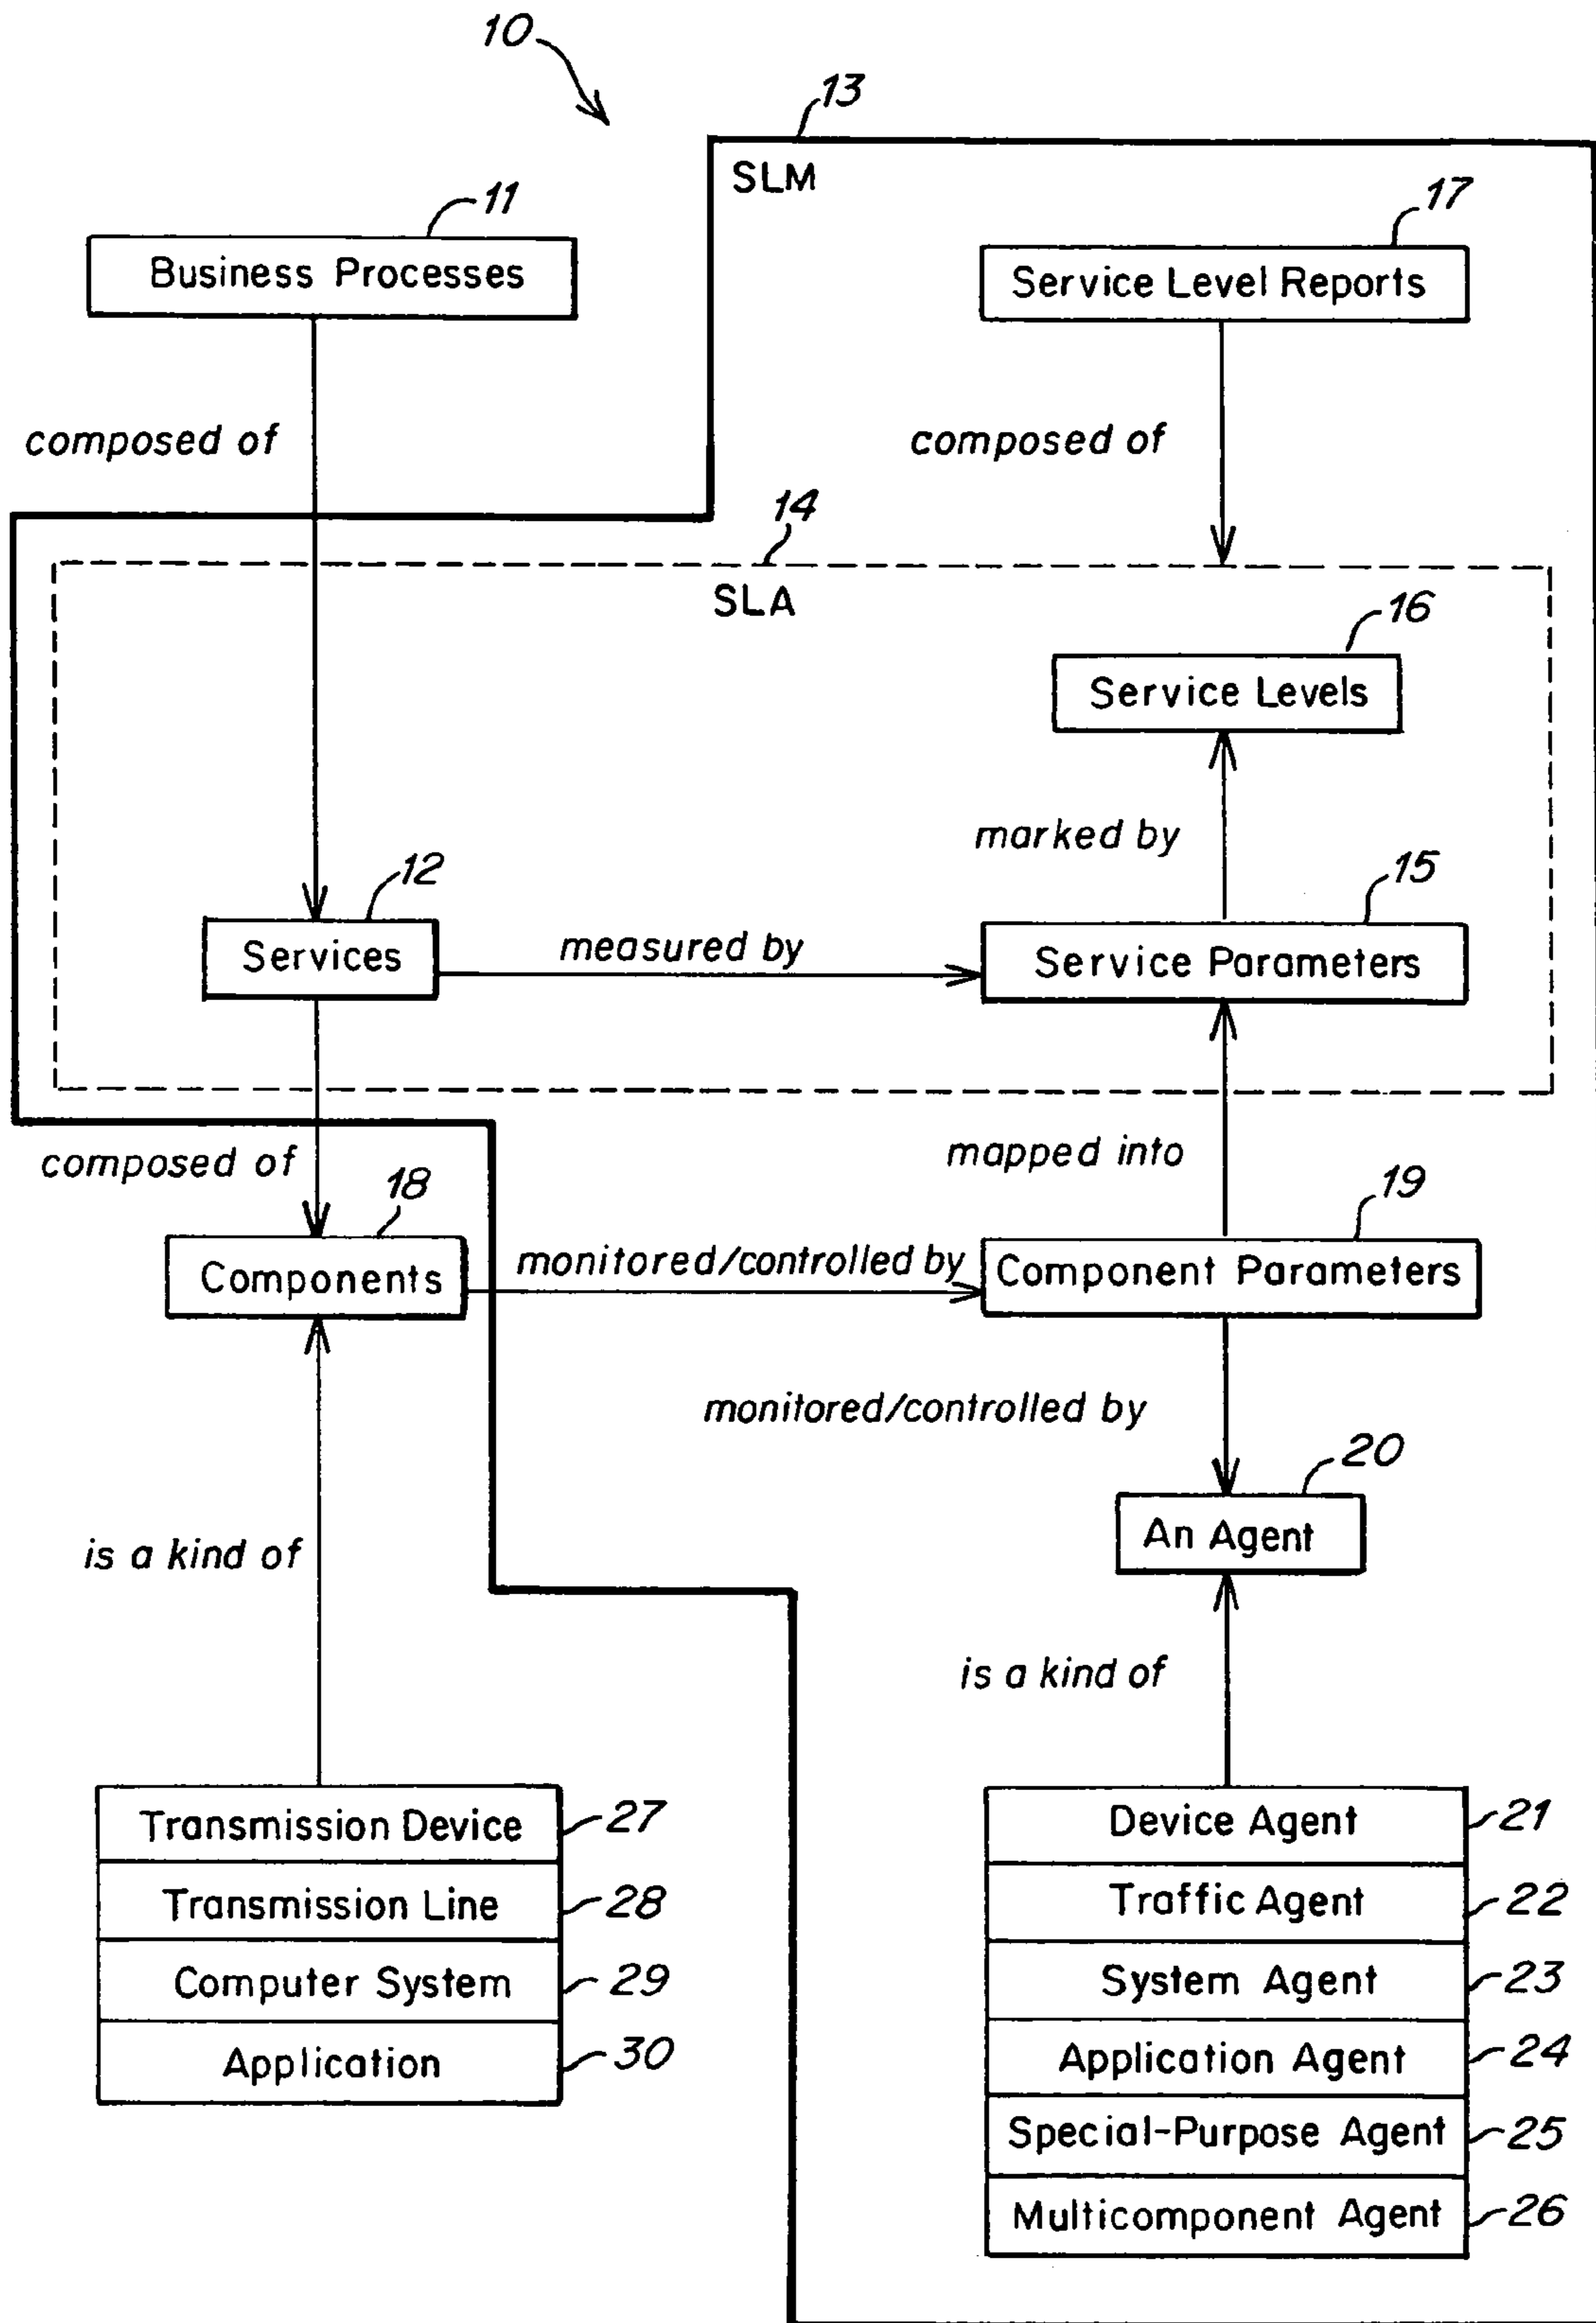 10
13
SLM
11
Business Processes
17
Service Level Reports
composed of
composed of
14
SLA
16
Service Levels
marked by
12
Services
measured by
15
Service Parameters
composed of
mapped into
18
Components
monitored/controlled by
19
Component Parameters
monitored/controlled by
20
An Agent
is a kind of
is a kind of
Transmission Device 27
Transmission Line 28
Computer System 29
Application 30
Device Agent 21
Traffic Agent 22
System Agent 23
Application Agent 24
Special-Purpose Agent 25
Multicomponent Agent 26